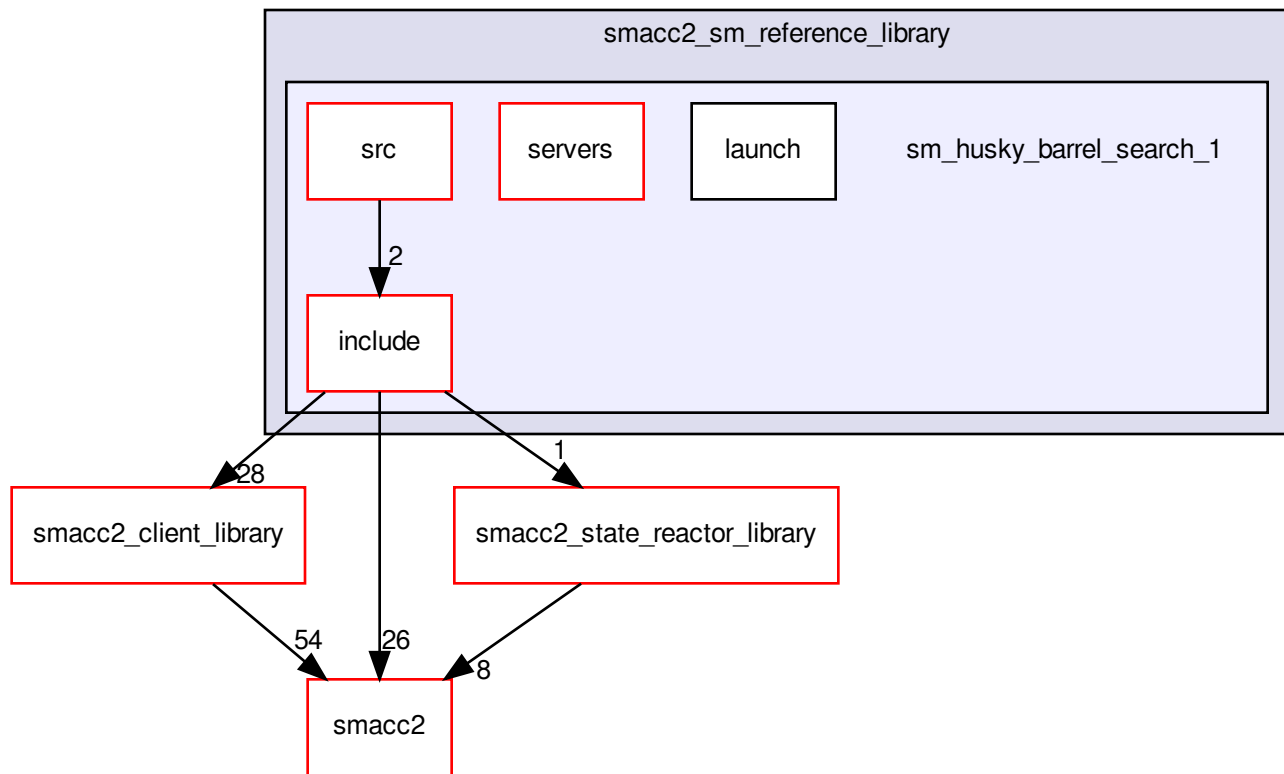 smacc2_sm_reference_library
src
servers
launch
sm_husky_barrel_search_1
2
include
28
1
smacc2_client_library
smacc2_state_reactor_library
54
26
8
smacc2